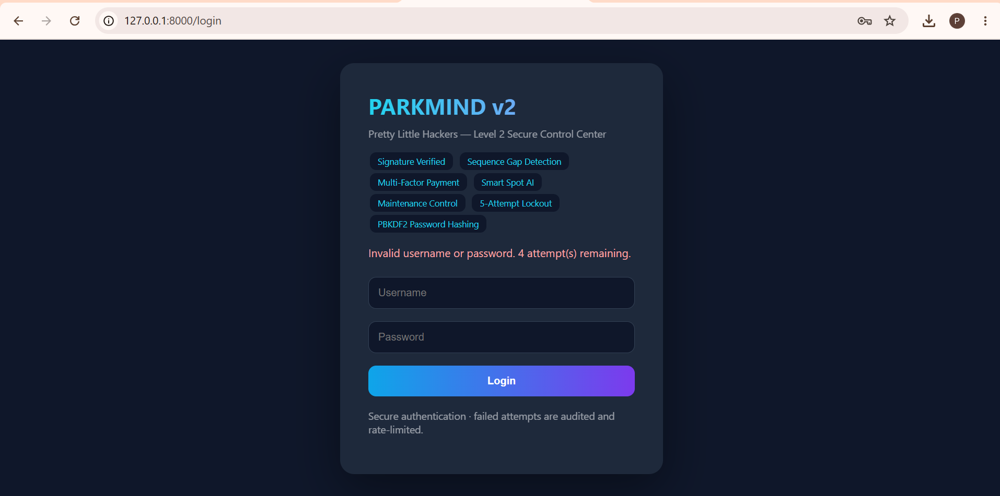 127.0.0.1:8000/login
P
PARKMIND v2
Pretty Little Hackers — Level 2 Secure Control Center
Signature Verified
Sequence Gap Detection
Multi-Factor Payment
Smart Spot AI
Maintenance Control
5-Attempt Lockout
PBKDF2 Password Hashing
Invalid username or password. 4 attempt(s) remaining.
Username
Password
Login
Secure authentication · failed attempts are audited and
rate-limited.